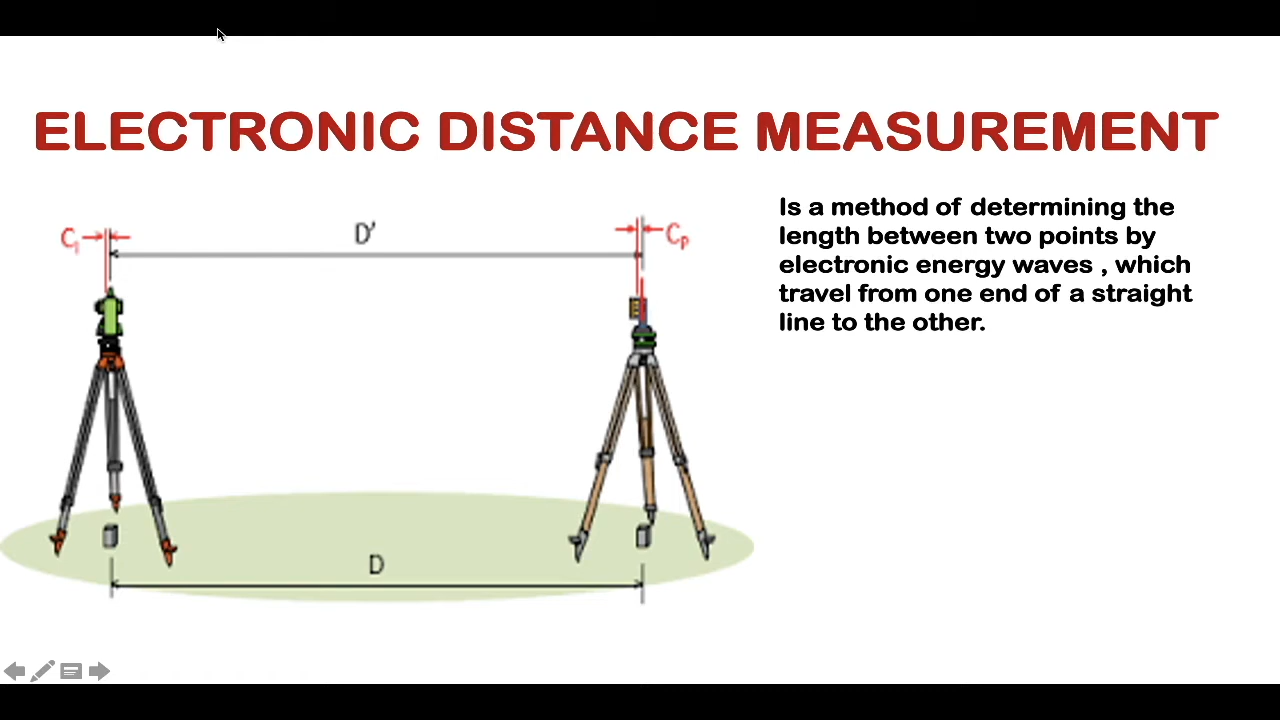 ELECTRONIC DISTANCE MEASUREMENT
Is a method of determining the
length between two points by
electronic energy waves , which
travel from one end of a straight
line to the other.
Ci
D'
Cp
D